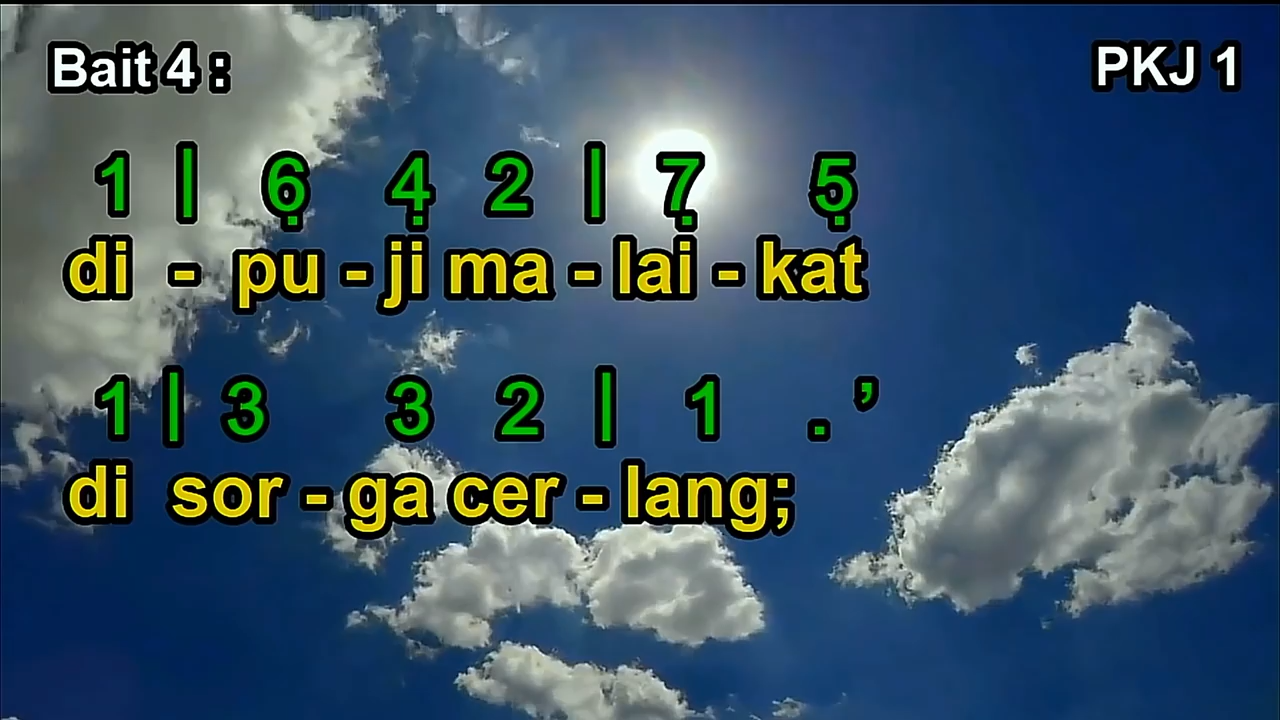 Bait 4 : PKJ 1
1 | 6̣ 4̣ 2 | 7̣ 5̣
di - pu - ji ma - lai - kat
1 | 3 3 2 | 1 . ’
di sor - ga cer - lang;